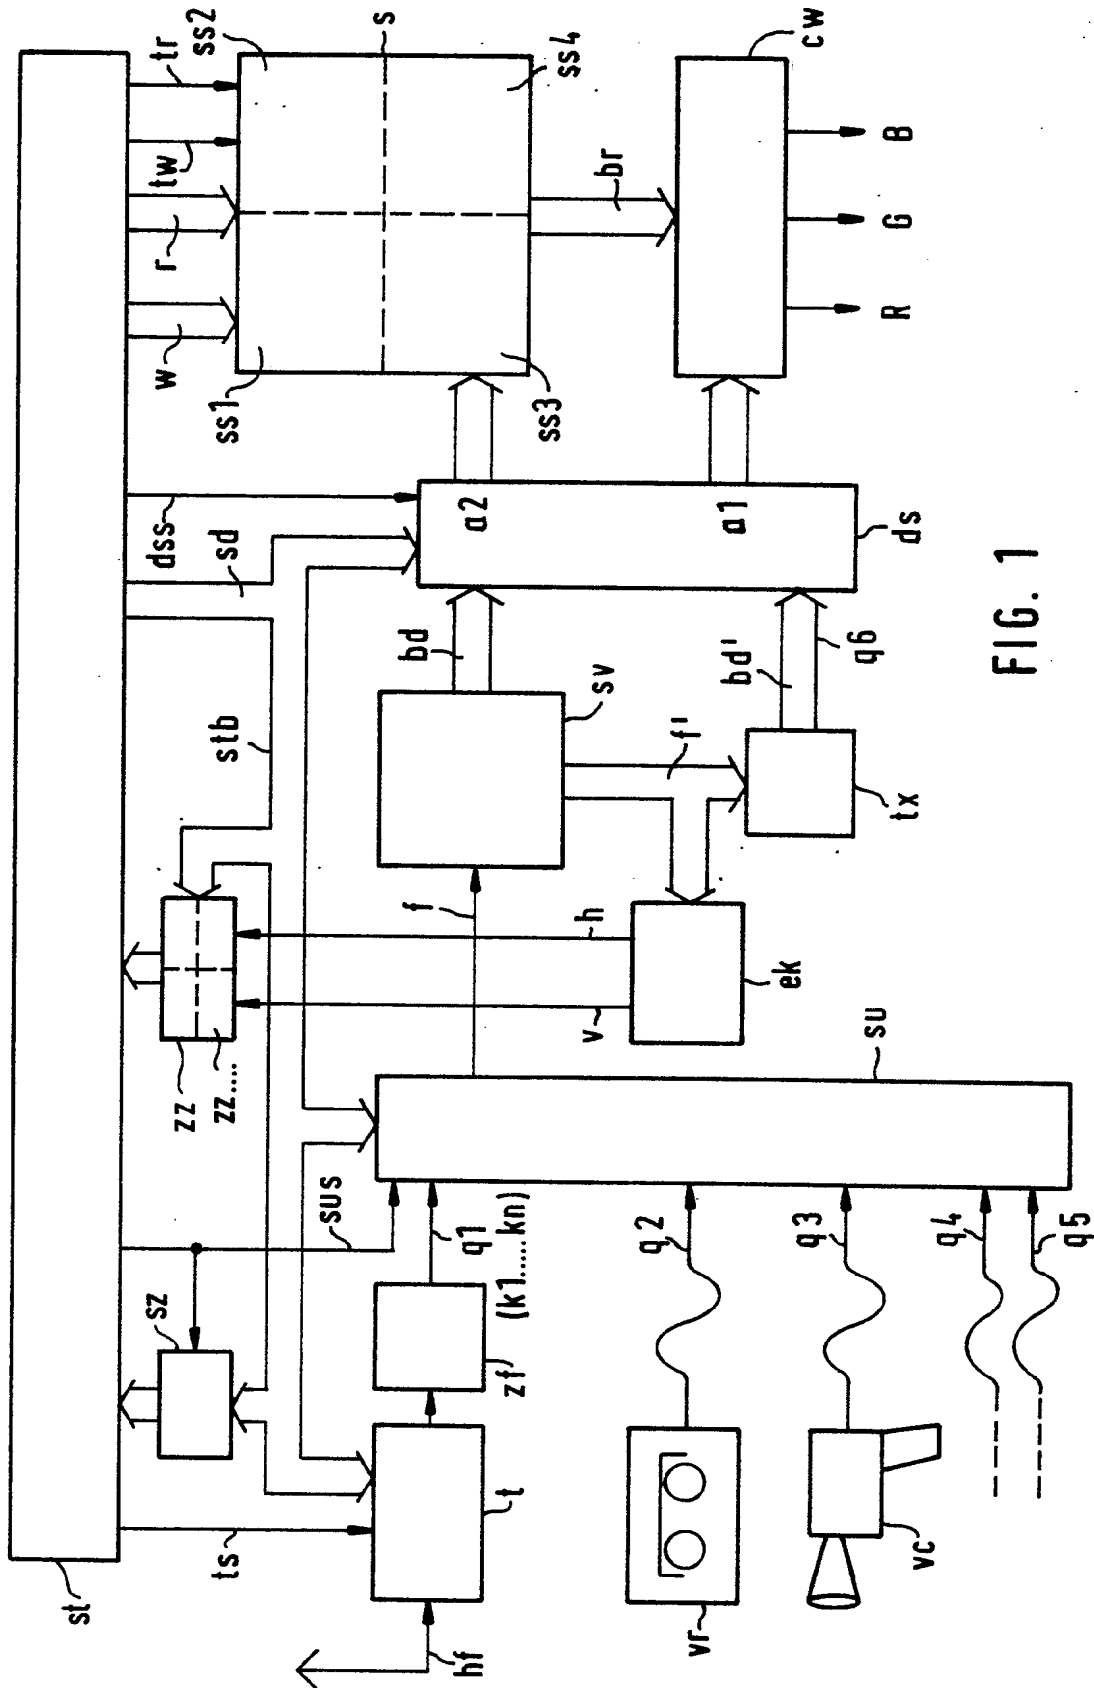 st
ts
sz
sus
zz
zz....
stb
sd
dss
w
r
tw
tr
ss2
ss1
s
ss3
ss4
hf
t
zf
q1
(k1.....kn)
f
v
h
sv
bd
a2
a1
ds
br
cw
R
G
B
ek
f'
tx
bd'
q6
su
vr
q2
vc
q3
q4
q5
FIG. 1